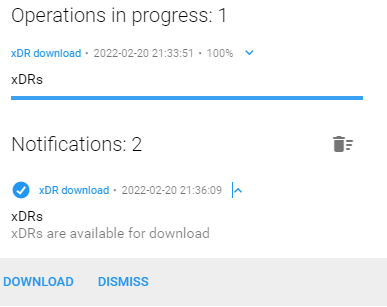 Operations in progress: 1
xDR download • 2022-02-20 21:33:51 • 100%
xDRs
Notifications: 2
xDR download • 2022-02-20 21:36:09
xDRs
xDRs are available for download
DOWNLOAD DISMISS